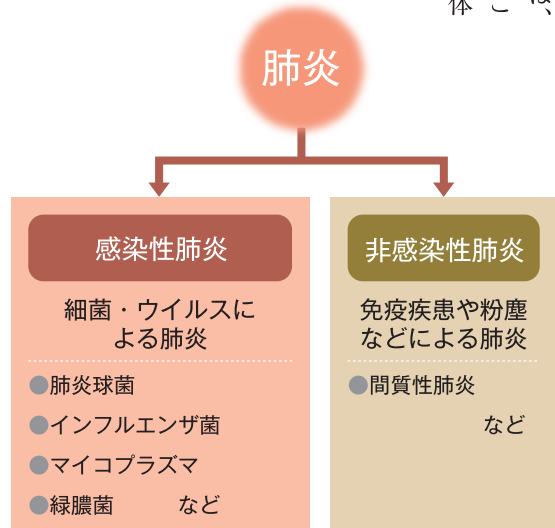 肺炎
感染性肺炎
細菌・ウイルスに
よる肺炎
●肺炎球菌
●インフルエンザ菌
●マイコプラズマ
●緑膿菌　など
非感染性肺炎
免疫疾患や粉塵
などによる肺炎
●間質性肺炎
など